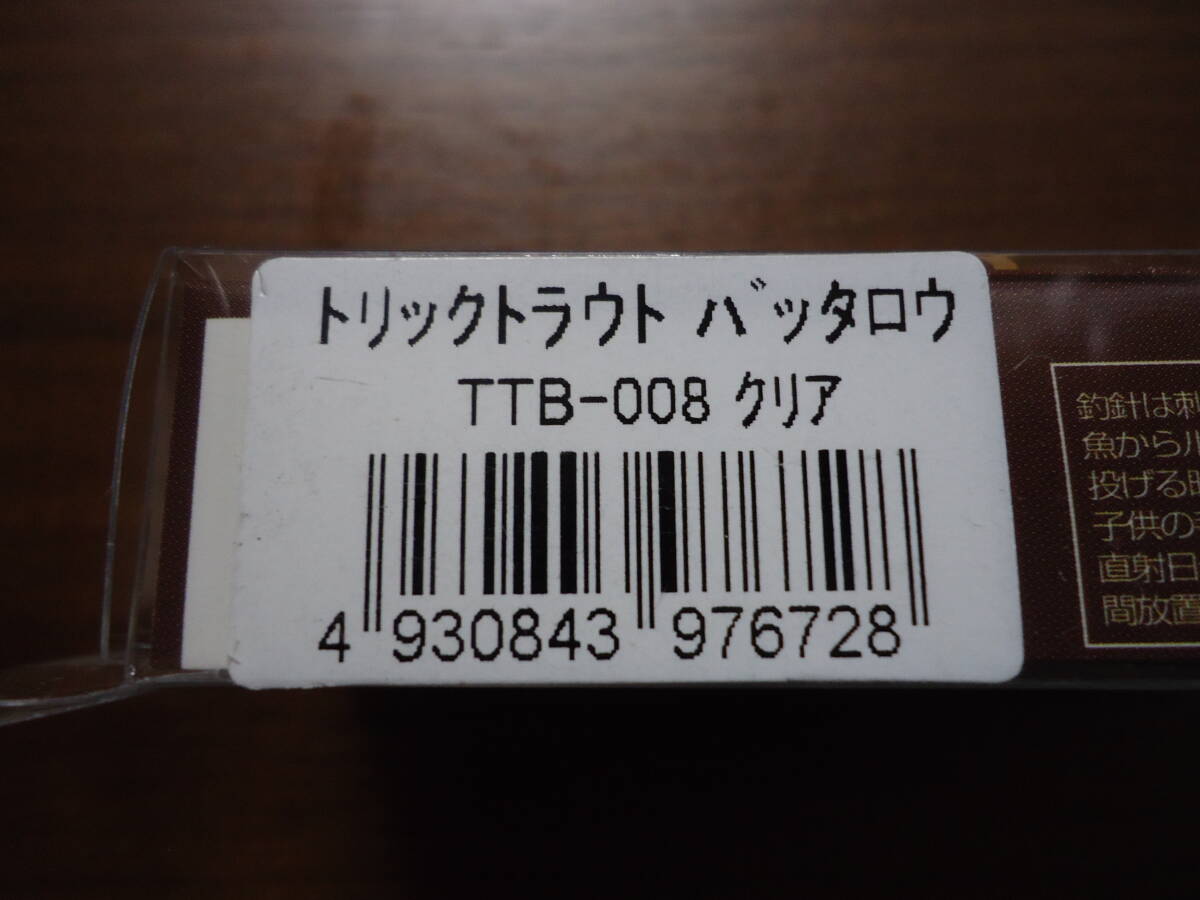 トリックトラウト バッタロウ
TTB-008 クリア
4 930843 976728
釣針は刺
魚から
投げる
子供の
直射日
間放置